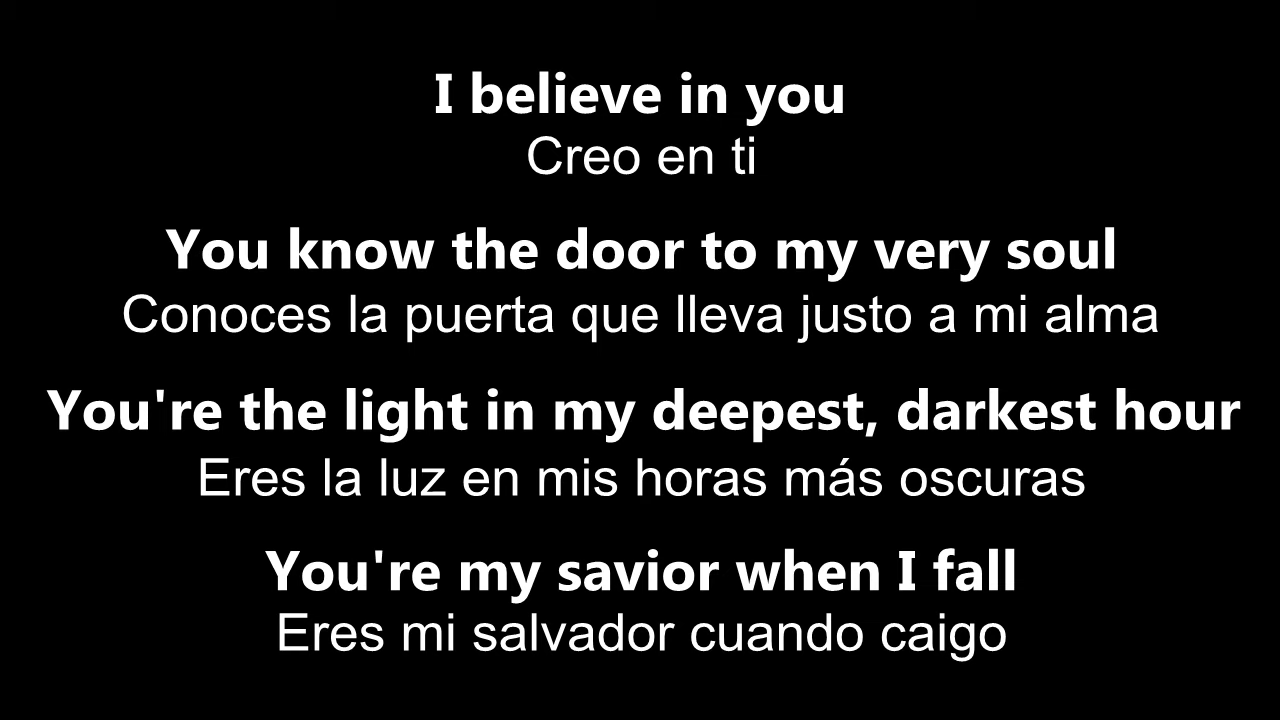 I believe in you
Creo en ti
You know the door to my very soul
Conoces la puerta que lleva justo a mi alma
You're the light in my deepest, darkest hour
Eres la luz en mis horas más oscuras
You're my savior when I fall
Eres mi salvador cuando caigo